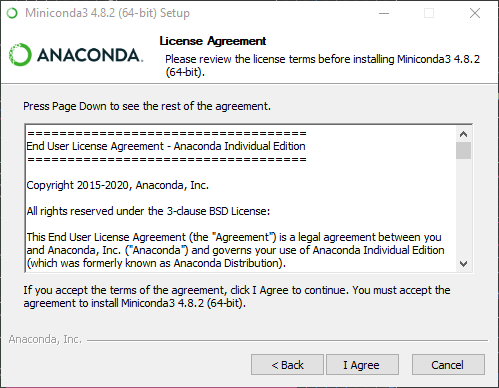 Miniconda3 4.8.2 (64-bit) Setup
ANACONDA.
License Agreement
Please review the license terms before installing Miniconda3 4.8.2
(64-bit).
Press Page Down to see the rest of the agreement.
===================================
End User License Agreement - Anaconda Individual Edition
===================================
Copyright 2015-2020, Anaconda, Inc.
All rights reserved under the 3-clause BSD License:
This End User License Agreement (the "Agreement") is a legal agreement between you
and Anaconda, Inc. ("Anaconda") and governs your use of Anaconda Individual Edition
(which was formerly known as Anaconda Distribution).
If you accept the terms of the agreement, click I Agree to continue. You must accept the
agreement to install Miniconda3 4.8.2 (64-bit).
Anaconda, Inc.
< Back
I Agree
Cancel